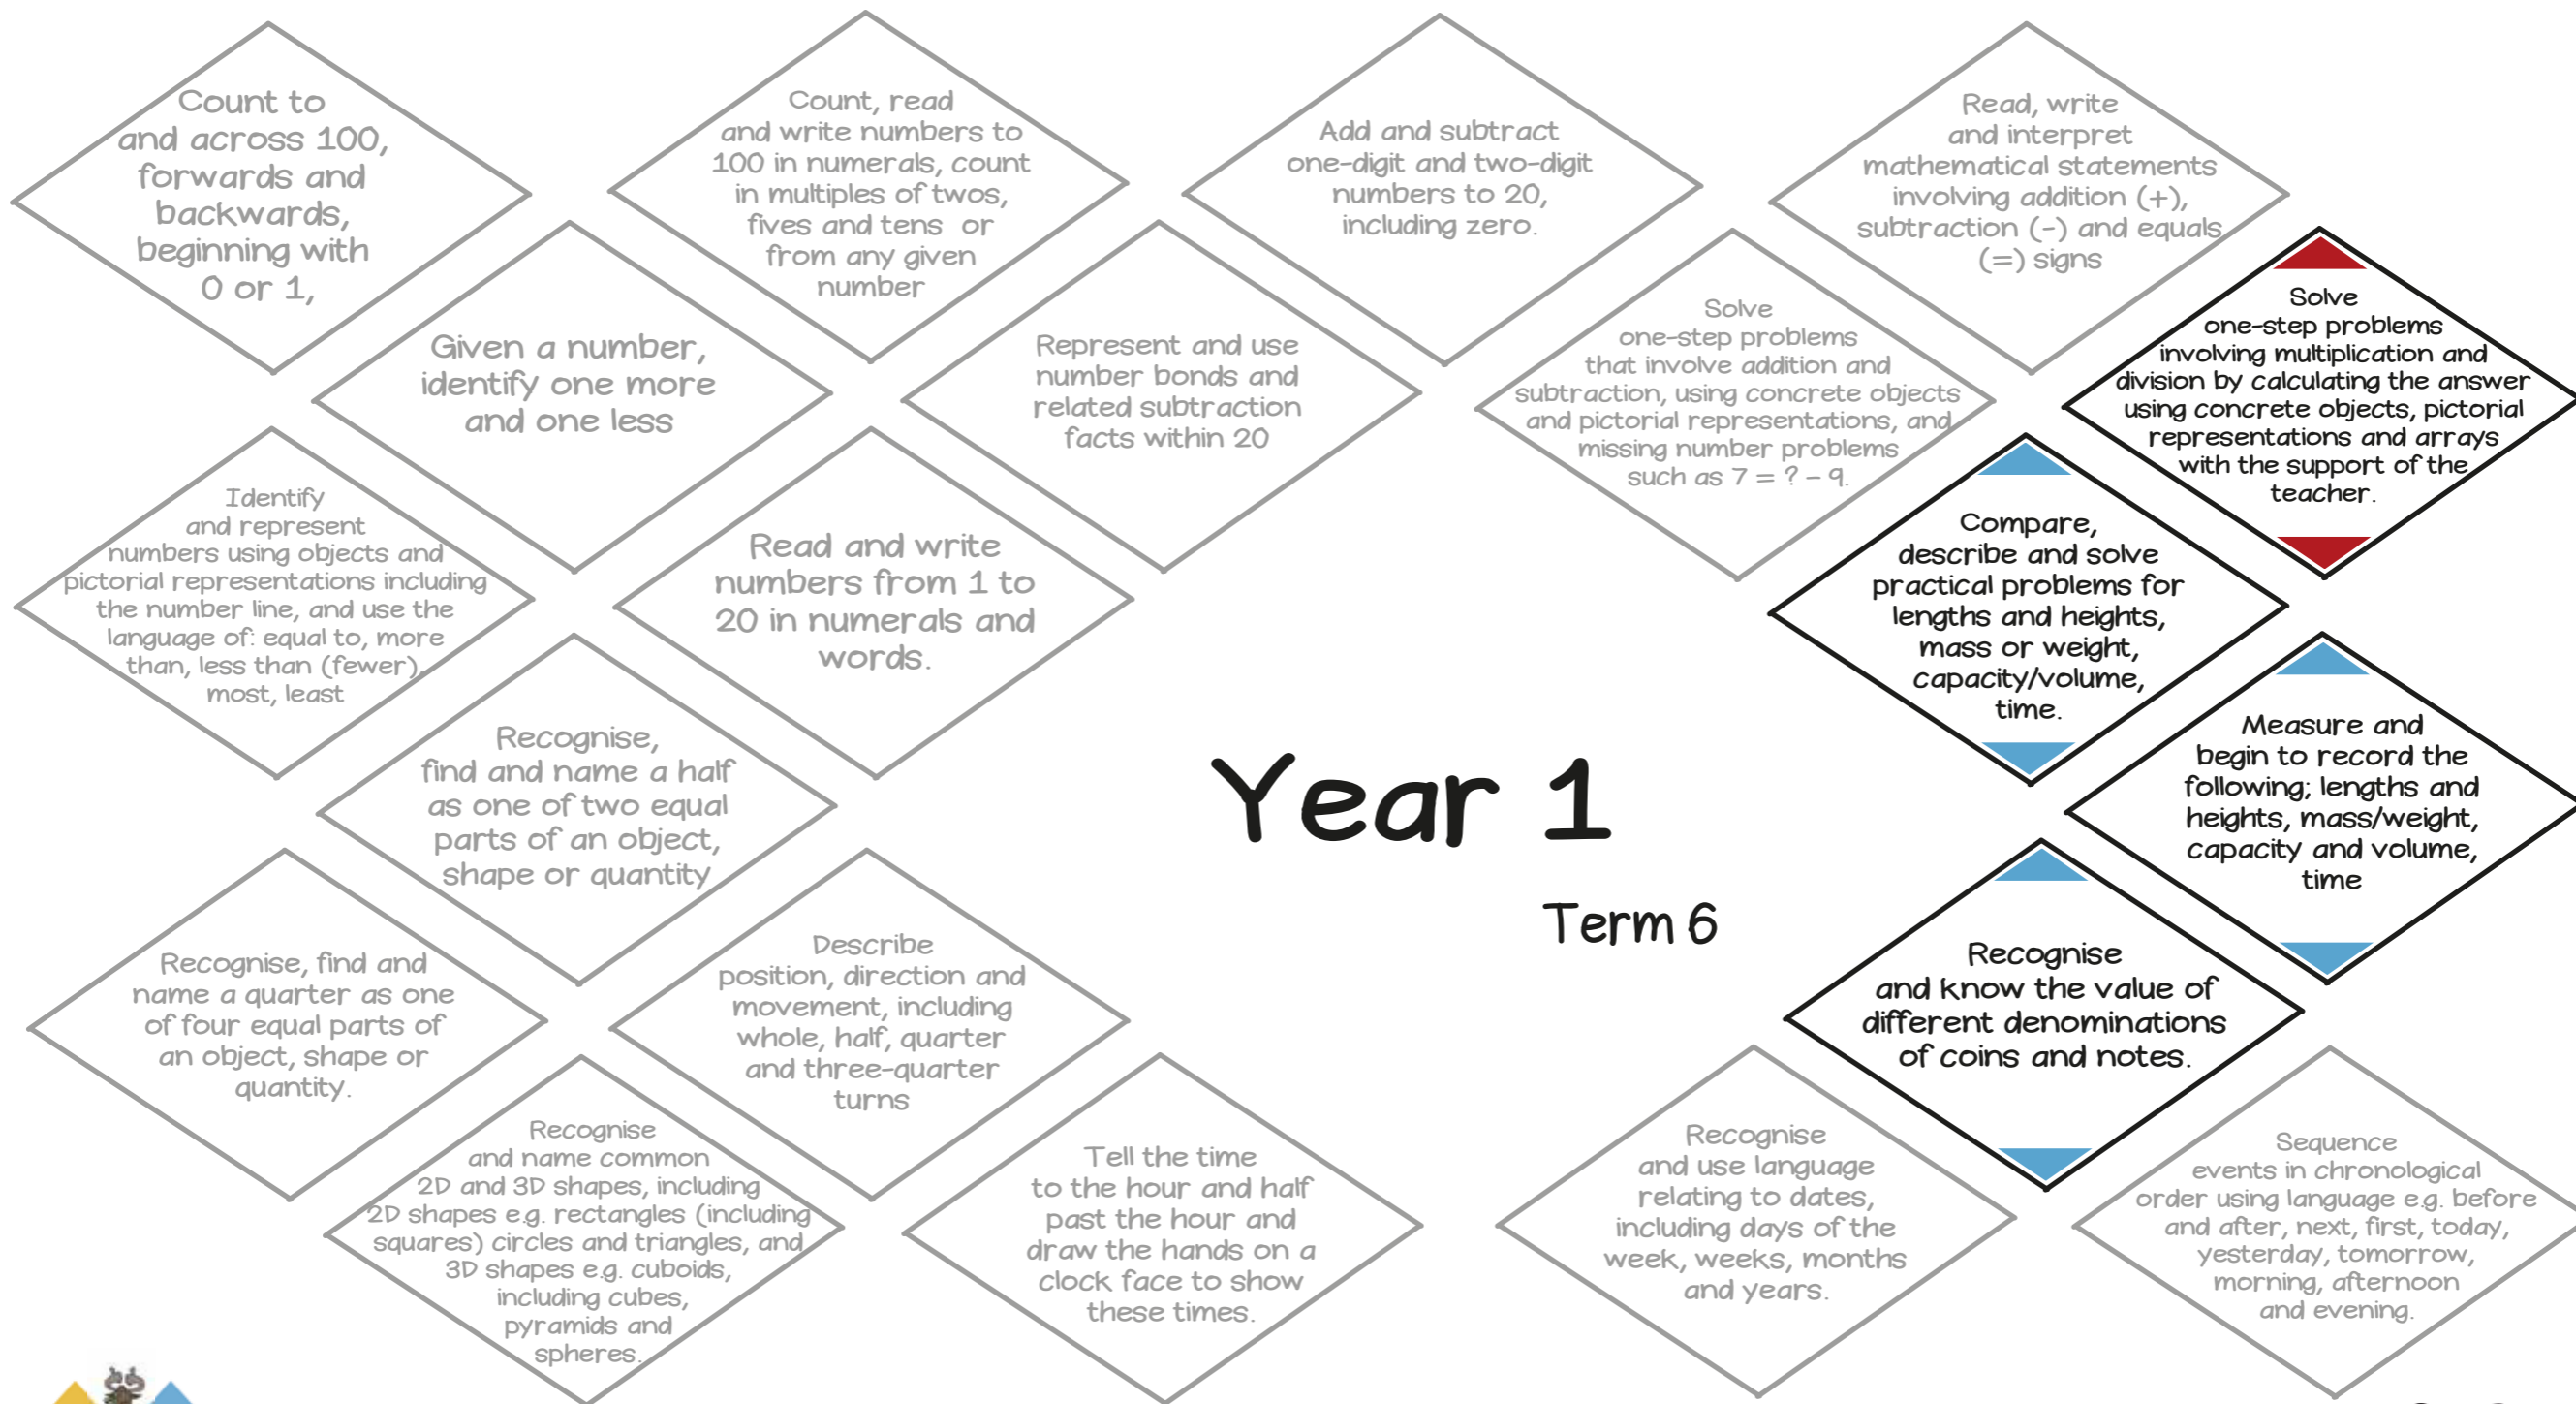 Count to
and across 100,
forwards and
backwards,
beginning with
0 or 1,
Count, read
and write numbers to
100 in numerals, count
in multiples of twos,
fives and tens or
from any given
number
Add and subtract
one-digit and two-digit
numbers to 20,
including zero.
Read, write
and interpret
mathematical statements
involving addition (+),
subtraction (-) and equals
(=) signs
Given a number,
identify one more
and one less
Represent and use
number bonds and
related subtraction
facts within 20
Solve
one-step problems
that involve addition and
subtraction, using concrete objects
and pictorial representations, and
missing number problems
such as 7 = ? – 9.
Solve
one-step problems
involving multiplication and
division by calculating the answer
using concrete objects, pictorial
representations and arrays
with the support of the
teacher.
Identify
and represent
numbers using objects and
pictorial representations including
the number line, and use the
language of: equal to, more
than, less than (fewer),
most, least
Read and write
numbers from 1 to
20 in numerals and
words.
Compare,
describe and solve
practical problems for
lengths and heights,
mass or weight,
capacity/volume,
time.
Recognise,
find and name a half
as one of two equal
parts of an object,
shape or quantity
Year 1
Term 6
Measure and
begin to record the
following; lengths and
heights, mass/weight,
capacity and volume,
time
Recognise, find and
name a quarter as one
of four equal parts of
an object, shape or
quantity.
Describe
position, direction and
movement, including
whole, half, quarter
and three-quarter
turns
Recognise
and know the value of
different denominations
of coins and notes.
Recognise
and name common
2D and 3D shapes, including
2D shapes e.g. rectangles (including
squares) circles and triangles, and
3D shapes e.g. cuboids,
including cubes,
pyramids and
spheres.
Tell the time
to the hour and half
past the hour and
draw the hands on a
clock face to show
these times.
Recognise
and use language
relating to dates,
including days of the
week, weeks, months
and years.
Sequence
events in chronological
order using language e.g. before
and after, next, first, today,
yesterday, tomorrow,
morning, afternoon
and evening.